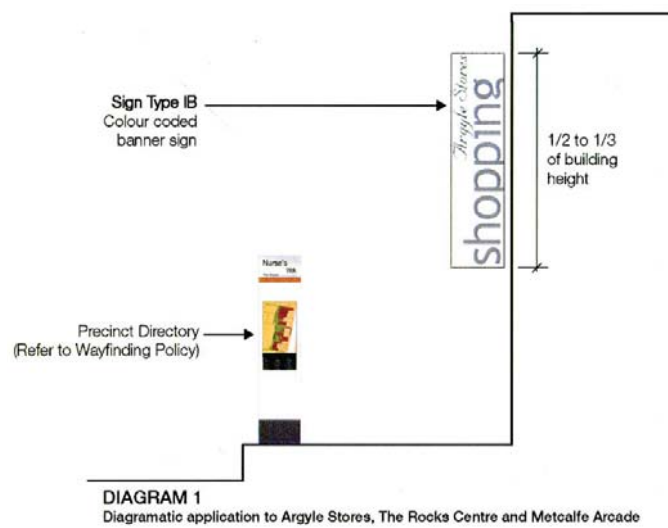 Sign Type IB
Colour coded
banner sign
Argyle Stores
shopping
1/2 to 1/3
of building
height
Nurse's
Precinct Directory
(Refer to Wayfinding Policy)
DIAGRAM 1
Diagramatic application to Argyle Stores, The Rocks Centre and Metcalfe Arcade